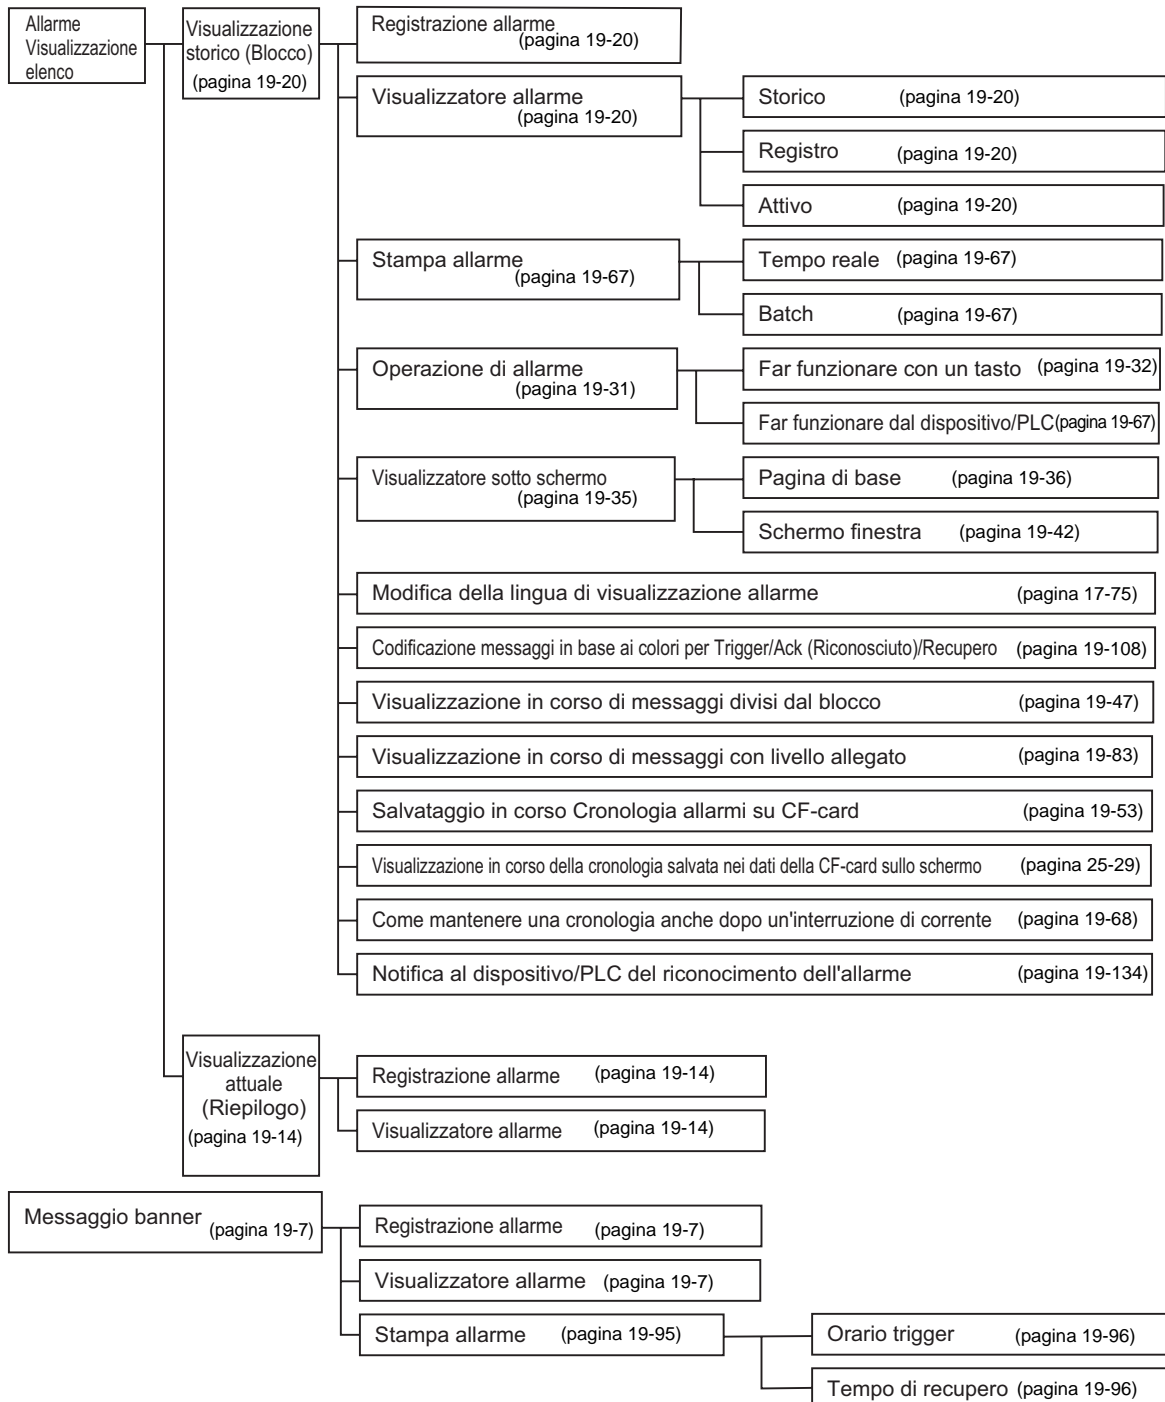 Allarme
Visualizzazione
elenco
Visualizzazione
storico (Blocco)
(pagina 19-20)
Registrazione allarme
(pagina 19-20)
Visualizzatore allarme
(pagina 19-20)
Storico (pagina 19-20)
Registro (pagina 19-20)
Attivo (pagina 19-20)
Stampa allarme
(pagina 19-67)
Tempo reale (pagina 19-67)
Batch (pagina 19-67)
Operazione di allarme
(pagina 19-31)
Far funzionare con un tasto (pagina 19-32)
Far funzionare dal dispositivo/PLC(pagina 19-67)
Visualizzatore sotto schermo
(pagina 19-35)
Pagina di base (pagina 19-36)
Schermo finestra (pagina 19-42)
Modifica della lingua di visualizzazione allarme (pagina 17-75)
Codificazione messaggi in base ai colori per Trigger/Ack (Riconosciuto)/Recupero (pagina 19-108)
Visualizzazione in corso di messaggi divisi dal blocco (pagina 19-47)
Visualizzazione in corso di messaggi con livello allegato (pagina 19-83)
Salvataggio in corso Cronologia allarmi su CF-card (pagina 19-53)
Visualizzazione in corso della cronologia salvata nei dati della CF-card sullo schermo (pagina 25-29)
Come mantenere una cronologia anche dopo un'interruzione di corrente (pagina 19-68)
Notifica al dispositivo/PLC del riconocimento dell'allarme (pagina 19-134)
Visualizzazione
attuale
(Riepilogo)
(pagina 19-14)
Registrazione allarme (pagina 19-14)
Visualizzatore allarme (pagina 19-14)
Messaggio banner (pagina 19-7)
Registrazione allarme (pagina 19-7)
Visualizzatore allarme (pagina 19-7)
Stampa allarme (pagina 19-95)
Orario trigger (pagina 19-96)
Tempo di recupero (pagina 19-96)